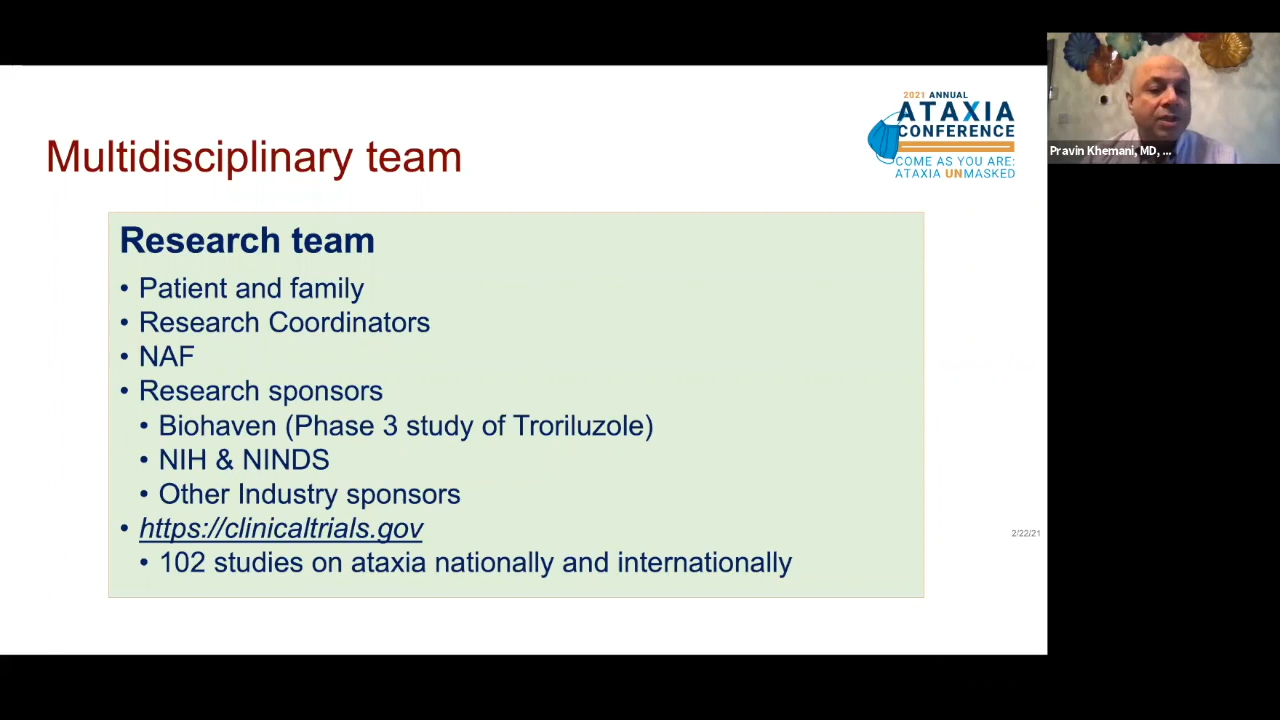 Multidisciplinary team
2021 ANNUAL
ATAXIA
CONFERENCE
COME AS YOU ARE:
ATAXIA UNMASKED
Pravin Khemani, MD, ...
Research team
• Patient and family
• Research Coordinators
• NAF
• Research sponsors
• Biohaven (Phase 3 study of Troriluzole)
• NIH & NINDS
• Other Industry sponsors
• https://clinicaltrials.gov
• 102 studies on ataxia nationally and internationally
2/22/21